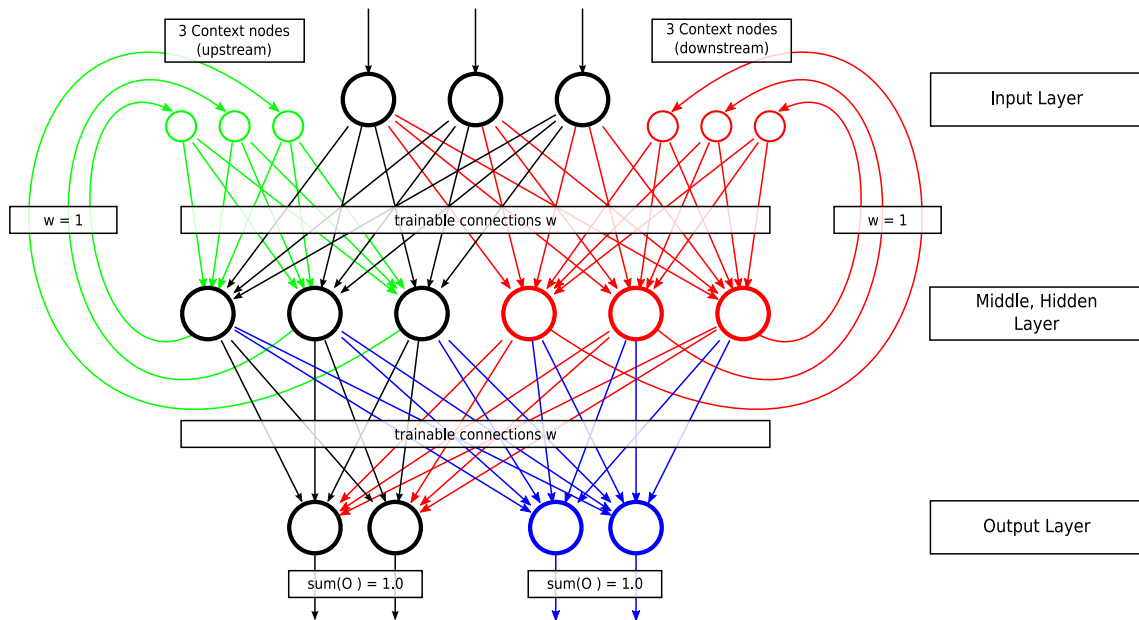 3 Context nodes
(upstream)
3 Context nodes
(downstream)
Input Layer
w = 1
trainable connections w
w = 1
Middle, Hidden
Layer
trainable connections w
Output Layer
sum(O ) = 1.0
sum(O ) = 1.0